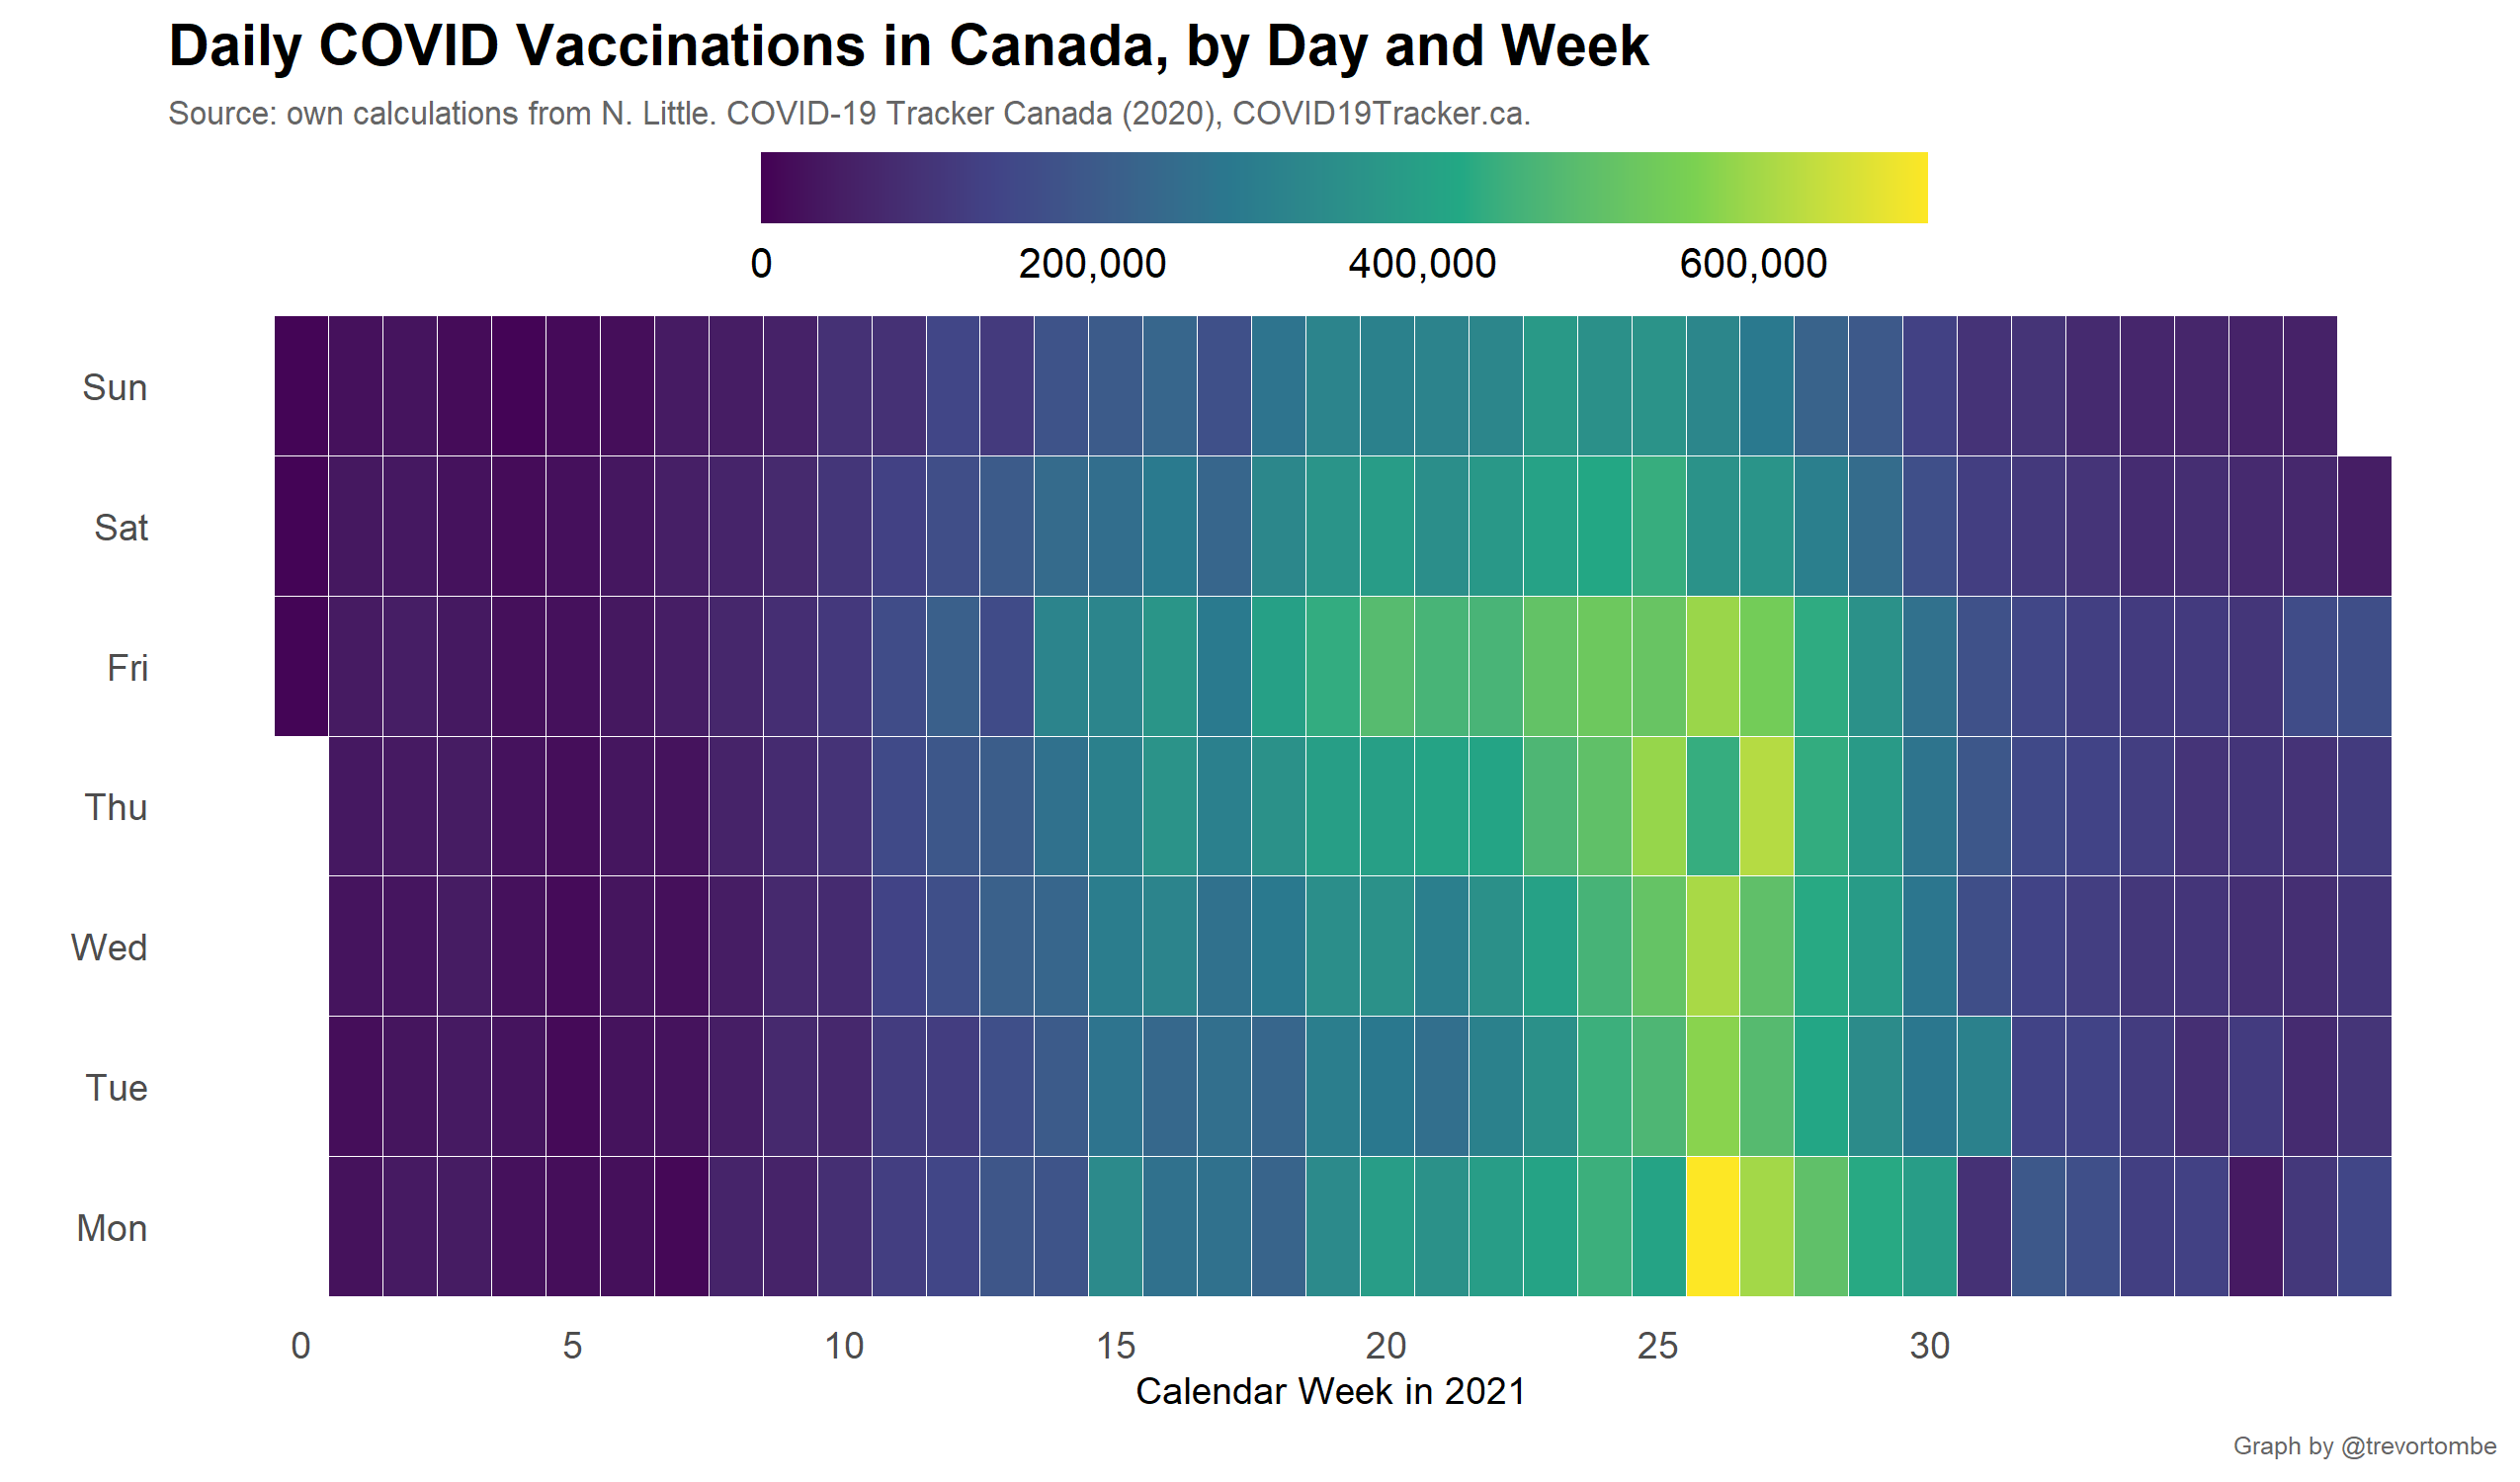 Daily COVID Vaccinations in Canada, by Day and Week
Source: own calculations from N. Little. COVID-19 Tracker Canada (2020), COVID19Tracker.ca.
0 200,000 400,000 600,000
Sun
Sat
Fri
Thu
Wed
Tue
Mon
0 5 10 15 20 25 30
Calendar Week in 2021
Graph by @trevortombe